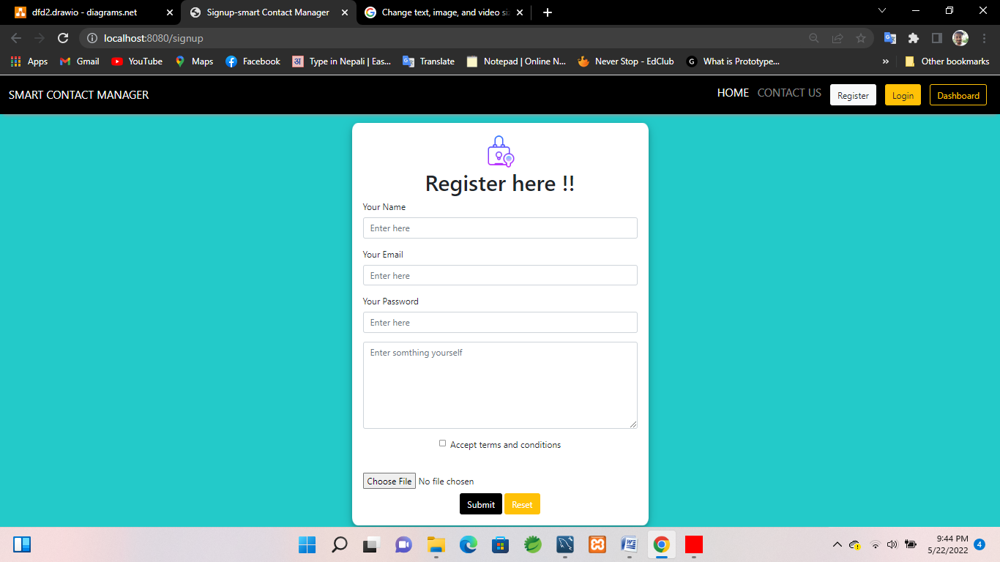 dfd2.drawio - diagrams.net
Signup-smart Contact Manager
Change text, image, and video si
localhost:8080/signup
Apps
Gmail
YouTube
Maps
Facebook
अ Type in Nepali | Eas...
Translate
Notepad | Online N...
Never Stop - EdClub
G What is Prototype...
»
Other bookmarks
SMART CONTACT MANAGER
HOME
CONTACT US
Register
Login
Dashboard
Register here !!
Your Name
Enter here
Your Email
Enter here
Your Password
Enter here
Enter somthing yourself
Accept terms and conditions
Choose File No file chosen
Submit Reset
9:44 PM
5/22/2022
4